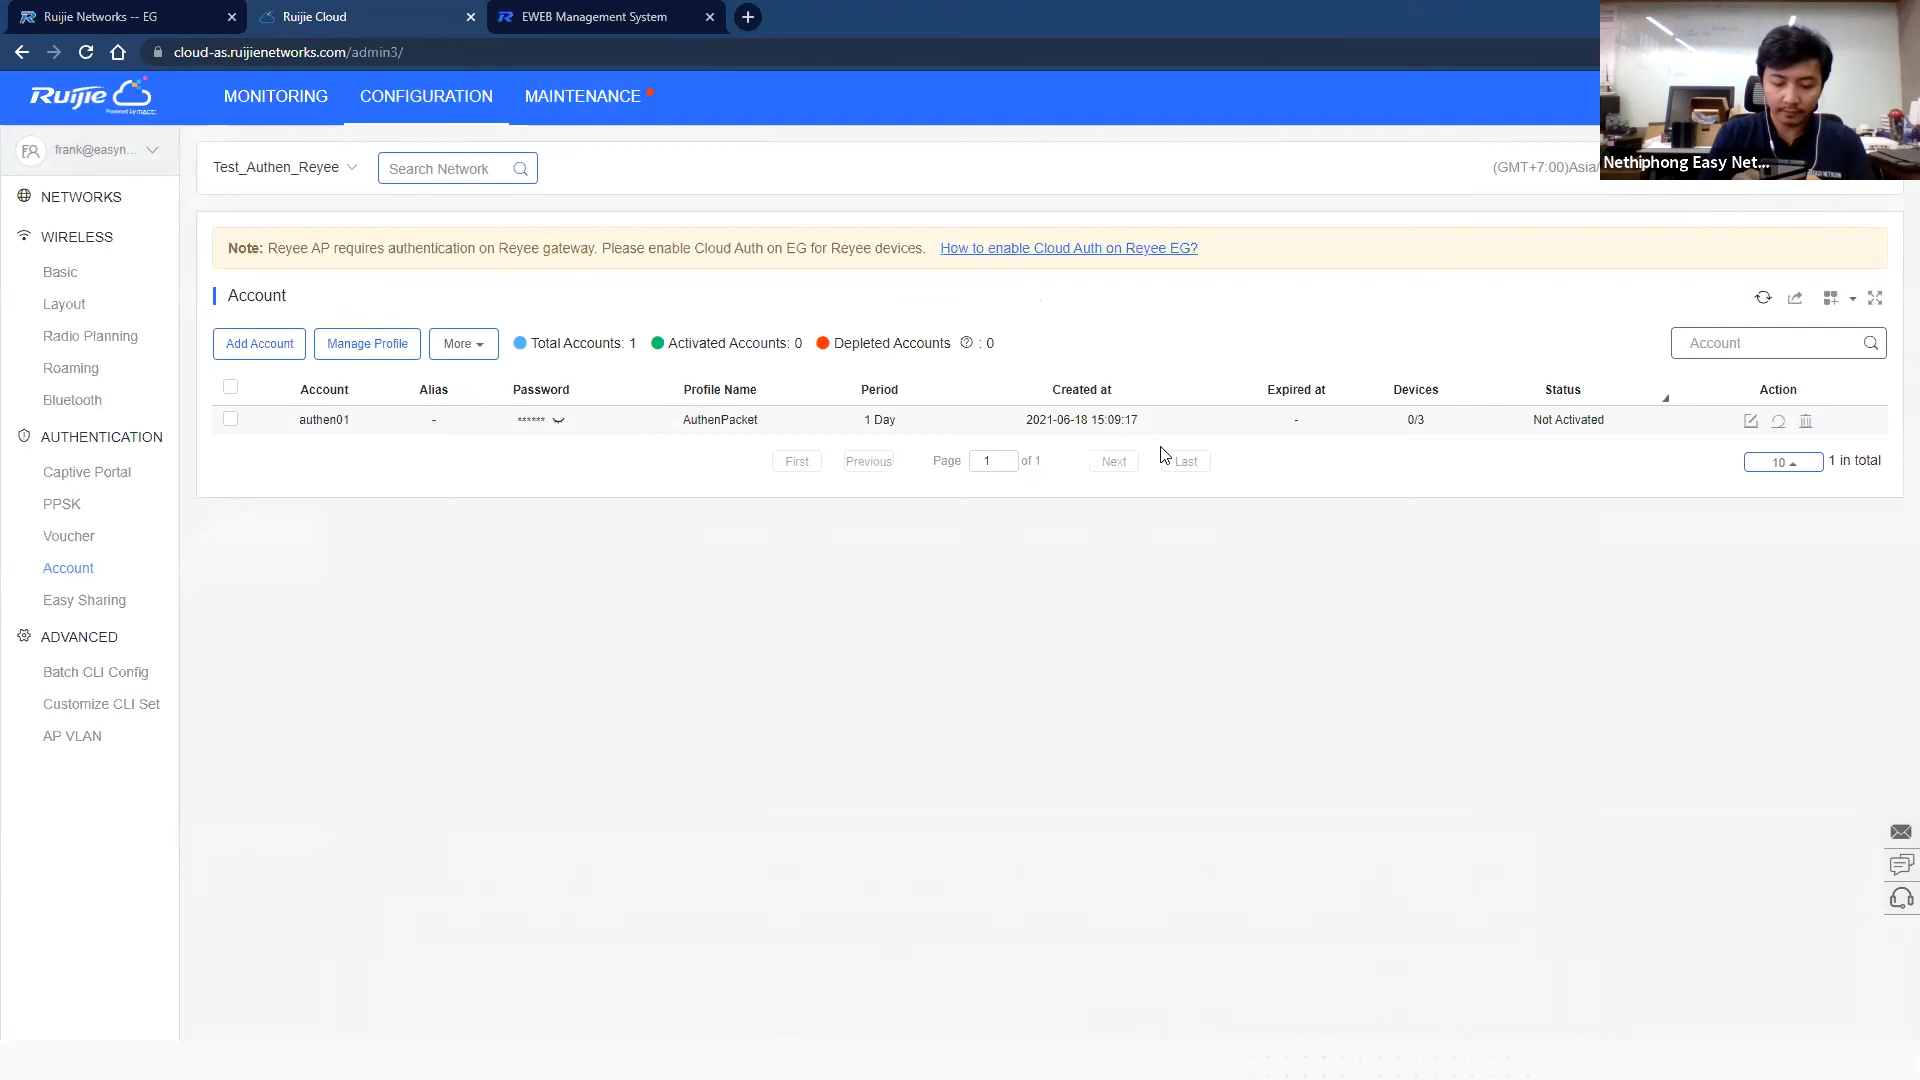 Ruijie Networks -- EG
Ruijie Cloud
EWEB Management System
cloud-as.ruijienetworks.com/admin3/
Ruijie
Powered by MACC
MONITORING
CONFIGURATION
MAINTENANCE
Nethiphong Easy Net...
frank@easyn...
Test_Authen_Reyee
Search Network
(GMT+7:00)Asia/
NETWORKS
WIRELESS
Basic
Layout
Radio Planning
Roaming
Bluetooth
AUTHENTICATION
Captive Portal
PPSK
Voucher
Account
Easy Sharing
ADVANCED
Batch CLI Config
Customize CLI Set
AP VLAN
Note: Reyee AP requires authentication on Reyee gateway. Please enable Cloud Auth on EG for Reyee devices. How to enable Cloud Auth on Reyee EG?
Account
Add Account Manage Profile More Total Accounts: 1 Activated Accounts: 0 Depleted Accounts ? : 0 Account
Account Alias Password Profile Name Period Created at Expired at Devices Status Action
authen01 - ****** AuthenPacket 1 Day 2021-06-18 15:09:17 - 0/3 Not Activated
First Previous Page 1 of 1 Next Last 10 1 in total